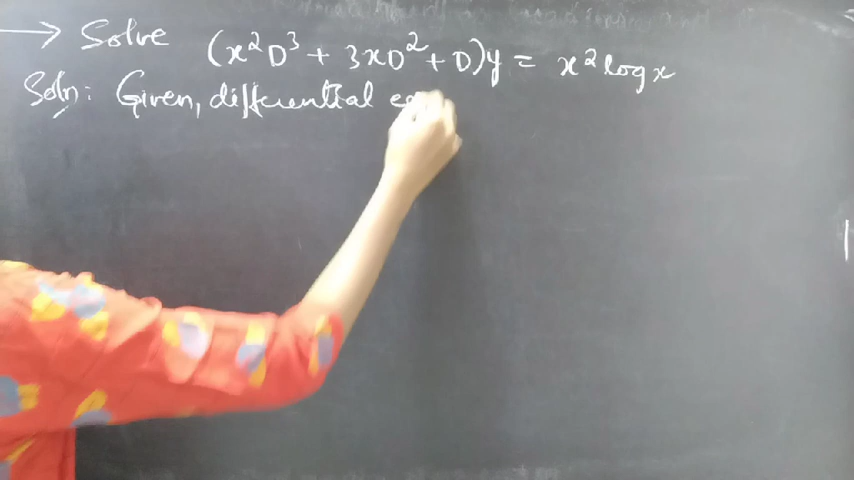 → Solve (x²D³ + 3xD² + D)y = x² log x
Soln: Given, differential